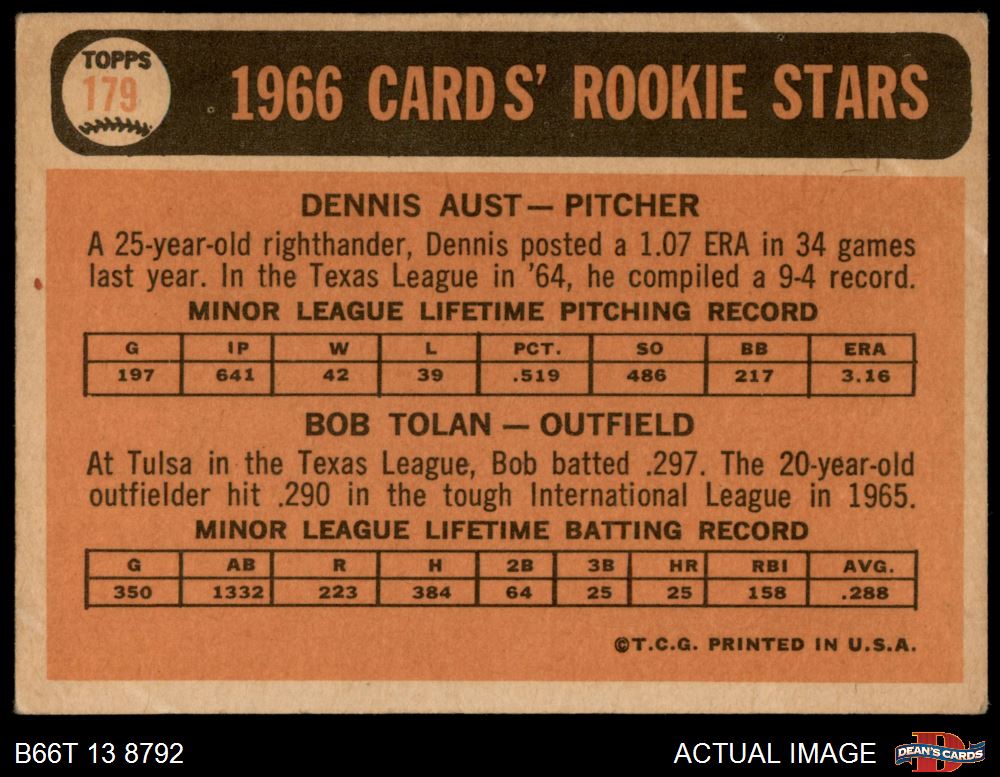 TOPPS
179
1966 CARDS' ROOKIE STARS
DENNIS AUST — PITCHER
A 25-year-old righthander, Dennis posted a 1.07 ERA in 34 games
last year. In the Texas League in '64, he compiled a 9-4 record.
MINOR LEAGUE LIFETIME PITCHING RECORD
G IP W L PCT. SO BB ERA
197 641 42 39 .519 486 217 3.16
BOB TOLAN — OUTFIELD
At Tulsa in the Texas League, Bob batted .297. The 20-year-old
outfielder hit .290 in the tough International League in 1965.
MINOR LEAGUE LIFETIME BATTING RECORD
G AB R H 2B 3B HR RBI AVG.
350 1332 223 384 64 25 25 158 .288
©T.C.G. PRINTED IN U.S.A.
B66T 13 8792
ACTUAL IMAGE
D
DEAN'S CARDS